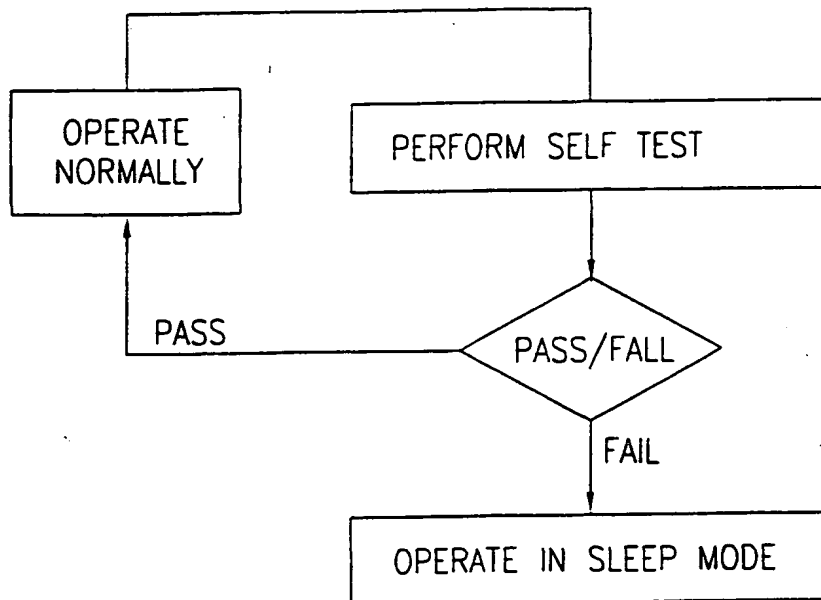 OPERATE
NORMALLY
PERFORM SELF TEST
PASS
PASS/FALL
FAIL
OPERATE IN SLEEP MODE